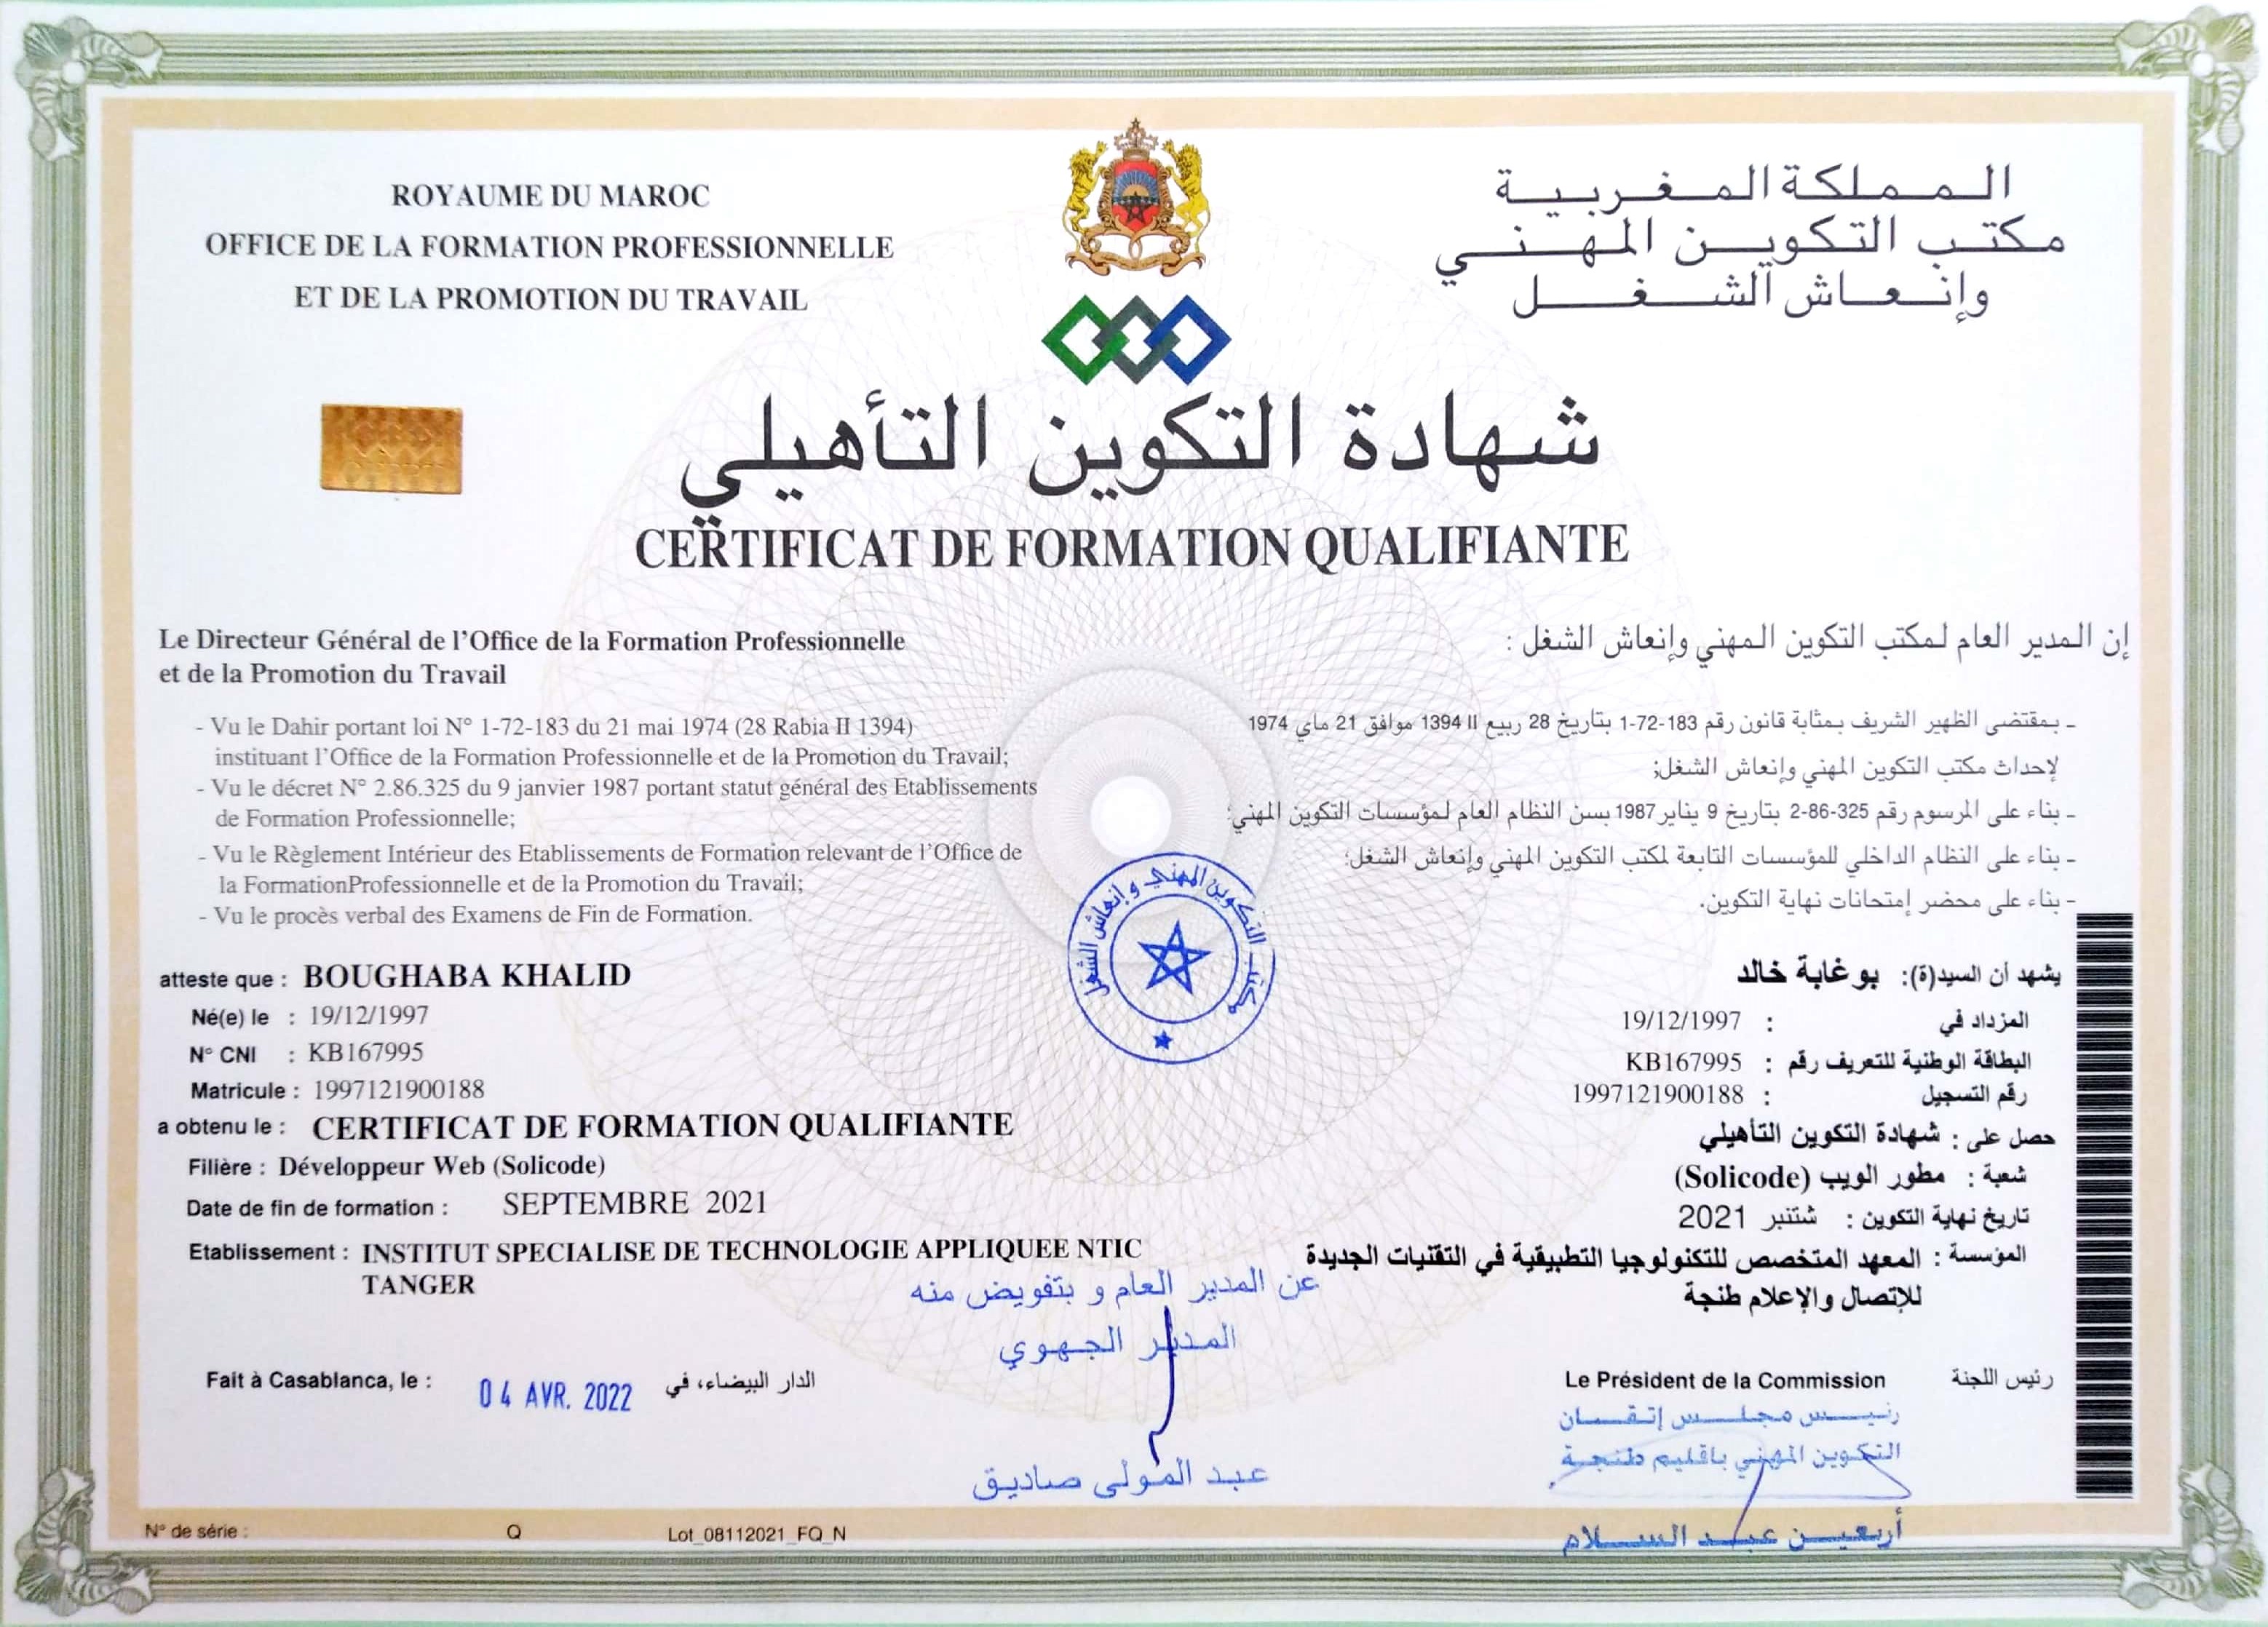 ROYAUME DU MAROC
OFFICE DE LA FORMATION PROFESSIONNELLE
ET DE LA PROMOTION DU TRAVAIL
المملكة المغربية
مكتب التكوين المهني
وإنعاش الشغل
شهادة التكوين التأهيلي
CERTIFICAT DE FORMATION QUALIFIANTE
Le Directeur Général de l'Office de la Formation Professionnelle
et de la Promotion du Travail
- Vu le Dahir portant loi N° 1-72-183 du 21 mai 1974 (28 Rabia II 1394)
instituant l'Office de la Formation Professionnelle et de la Promotion du Travail;
- Vu le décret N° 2.86.325 du 9 janvier 1987 portant statut général des Etablissements
de Formation Professionnelle;
- Vu le Règlement Intérieur des Etablissements de Formation relevant de l'Office de
la FormationProfessionnelle et de la Promotion du Travail;
- Vu le procès verbal des Examens de Fin de Formation.
إن المدير العام لمكتب التكوين المهني وإنعاش الشغل :
ـ بمقتضى الظهير الشريف بمثابة قانون رقم 183-72-1 بتاريخ 28 ربيع II 1394 موافق 21 ماي 1974
لإحداث مكتب التكوين المهني وإنعاش الشغل;
ـ بناء على المرسوم رقم 325-86-2 بتاريخ 9 يناير 1987 بسن النظام العام لمؤسسات التكوين المهني;
ـ بناء على النظام الداخلي للمؤسسات التابعة لمكتب التكوين المهني وإنعاش الشغل;
- بناء على محضر إمتحانات نهاية التكوين.
مكتب التكوين المهني و إنعاش الشغل
atteste que : BOUGHABA KHALID
Né(e) le : 19/12/1997
N° CNI : KB167995
Matricule : 1997121900188
a obtenu le : CERTIFICAT DE FORMATION QUALIFIANTE
Filière : Développeur Web (Solicode)
Date de fin de formation : SEPTEMBRE 2021
Etablissement : INSTITUT SPECIALISE DE TECHNOLOGIE APPLIQUEE NTIC
TANGER
يشهد أن السيد(ة): بوغابة خالد
المزداد في : 19/12/1997
البطاقة الوطنية للتعريف رقم : KB167995
رقم التسجيل : 1997121900188
حصل على : شهادة التكوين التأهيلي
شعبة : مطور الويب (Solicode)
تاريخ نهاية التكوين : شتنبر 2021
المؤسسة : المعهد المتخصص للتكنولوجيا التطبيقية في التقنيات الجديدة
للإتصال والإعلام طنجة
عن المدير العام و بتفويض منه
المدير الجهوي
عبد المولى صاديق
Fait à Casablanca, le : 04 AVR. 2022 الدار البيضاء، في
Le Président de la Commission رئيس اللجنة
رئيس مجلس إتقان
التكوين المهني باقليم طنجة
أربعين عبد السلام
N° de série : Q Lot_08112021_FQ_N